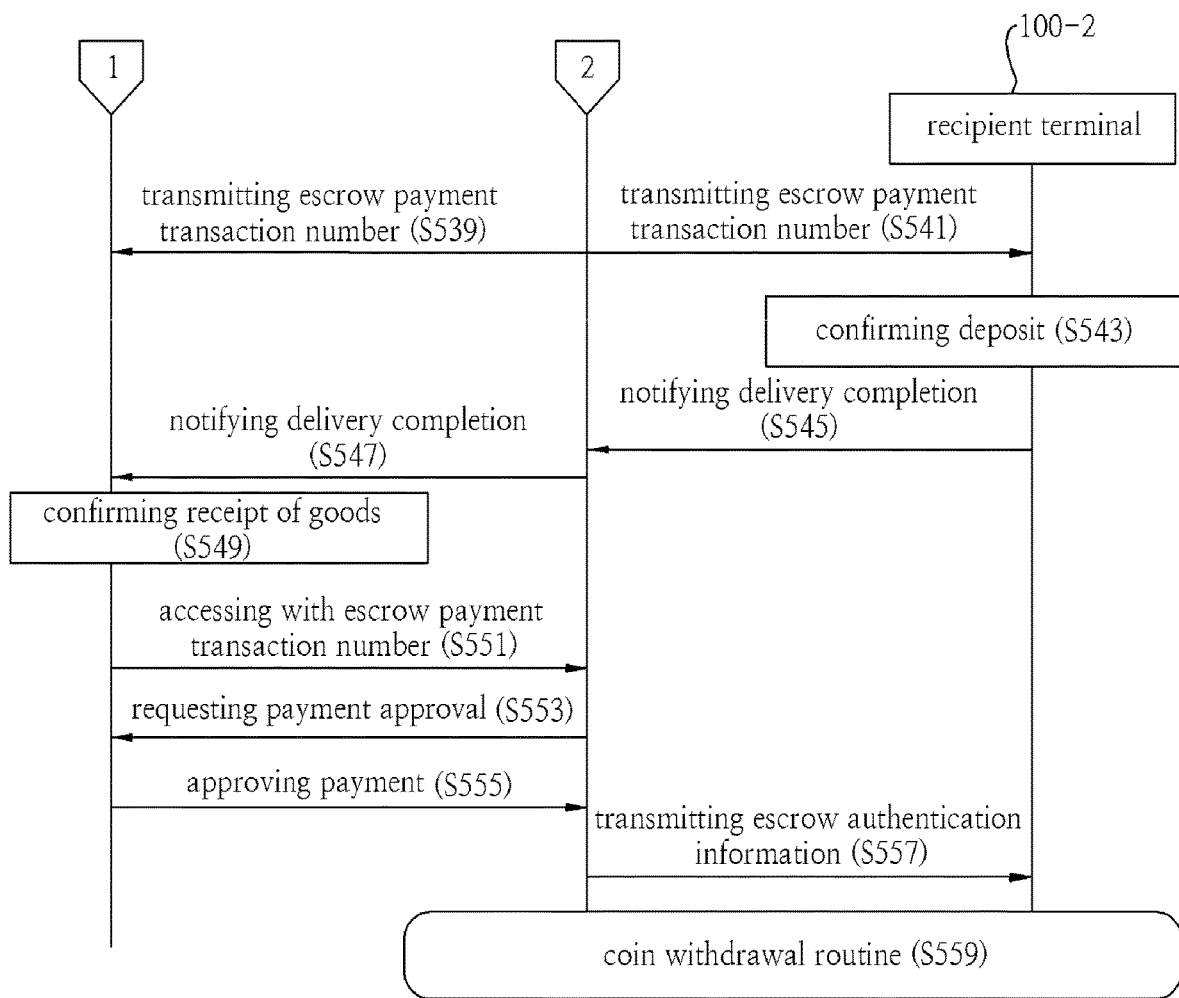 100-2
1
2
recipient terminal
transmitting escrow payment
transaction number (S539)
transmitting escrow payment
transaction number (S541)
confirming deposit (S543)
notifying delivery completion
(S545)
notifying delivery completion
(S547)
confirming receipt of goods
(S549)
accessing with escrow payment
transaction number (S551)
requesting payment approval (S553)
approving payment (S555)
transmitting escrow authentication
information (S557)
coin withdrawal routine (S559)